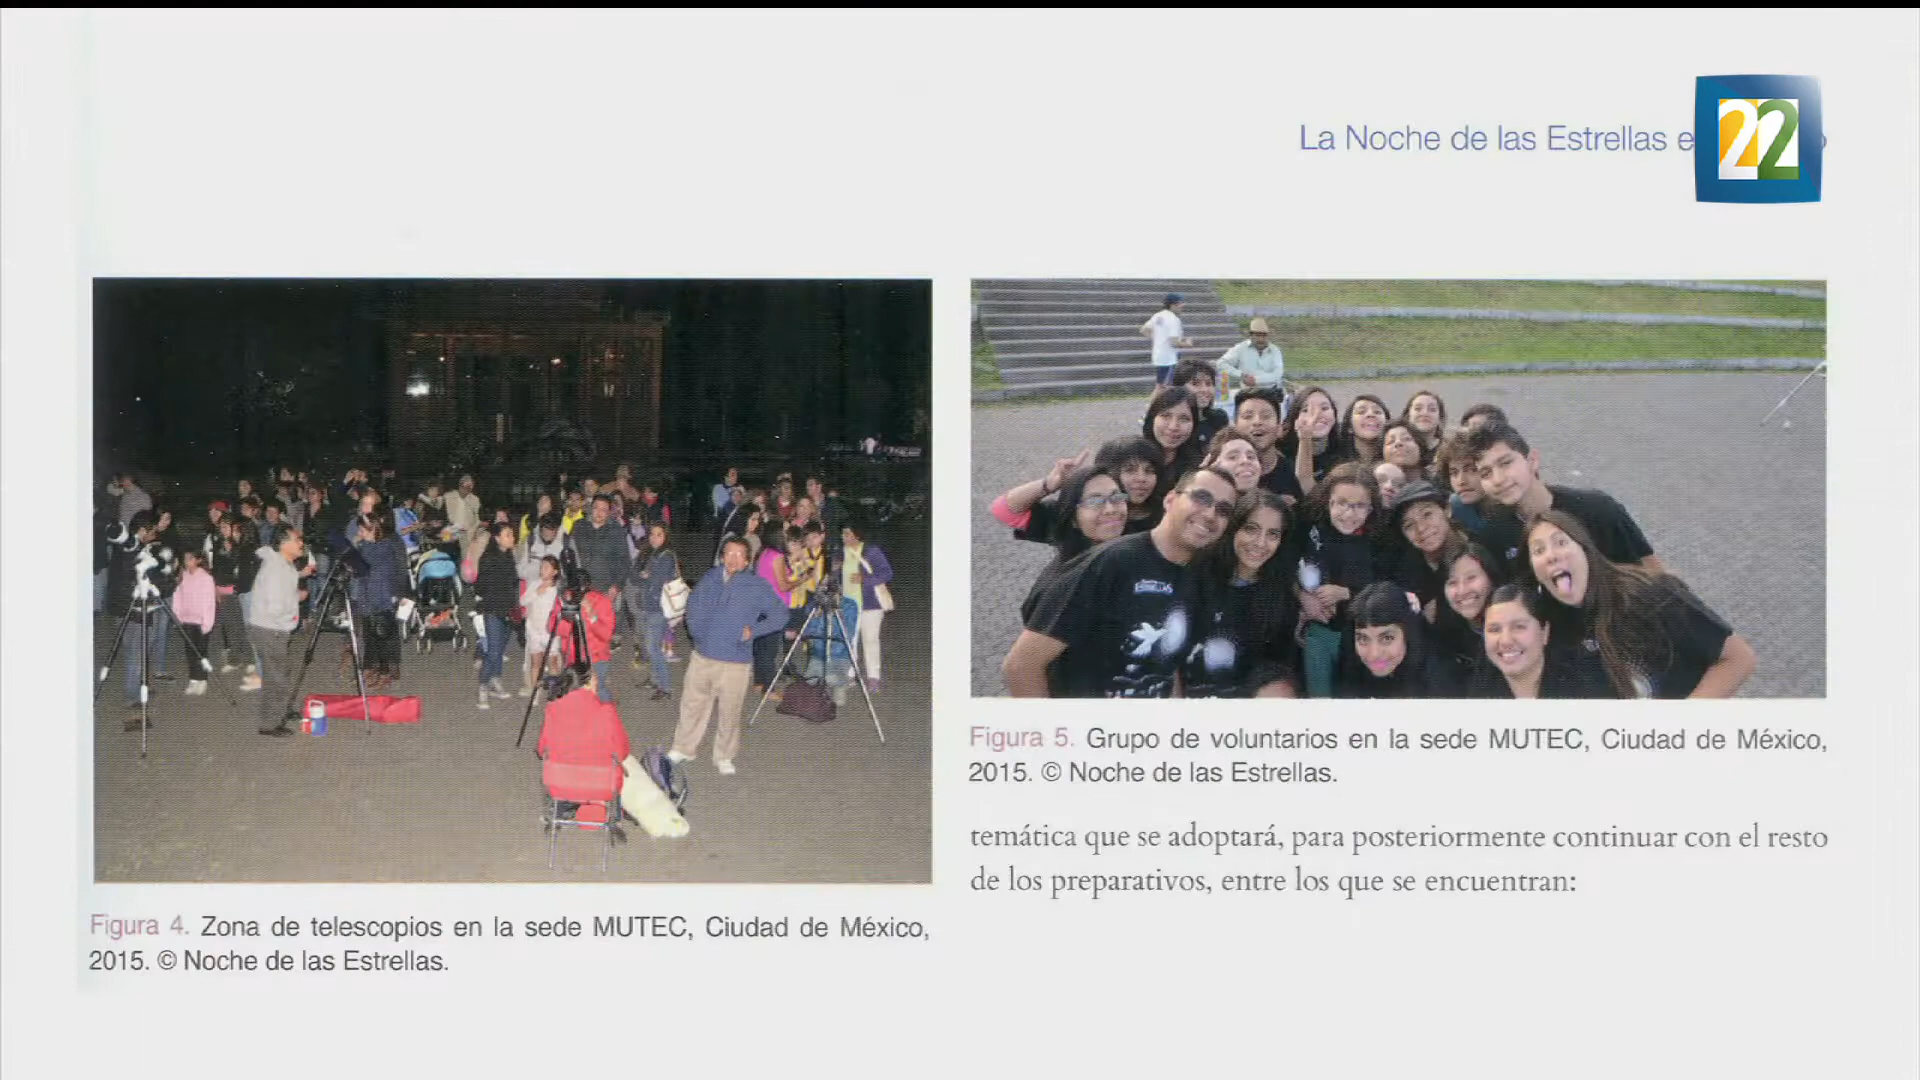 La Noche de las Estrellas e
22
Figura 4. Zona de telescopios en la sede MUTEC, Ciudad de México,
2015. © Noche de las Estrellas.
Figura 5. Grupo de voluntarios en la sede MUTEC, Ciudad de México,
2015. © Noche de las Estrellas.
temática que se adoptará, para posteriormente continuar con el resto
de los preparativos, entre los que se encuentran: